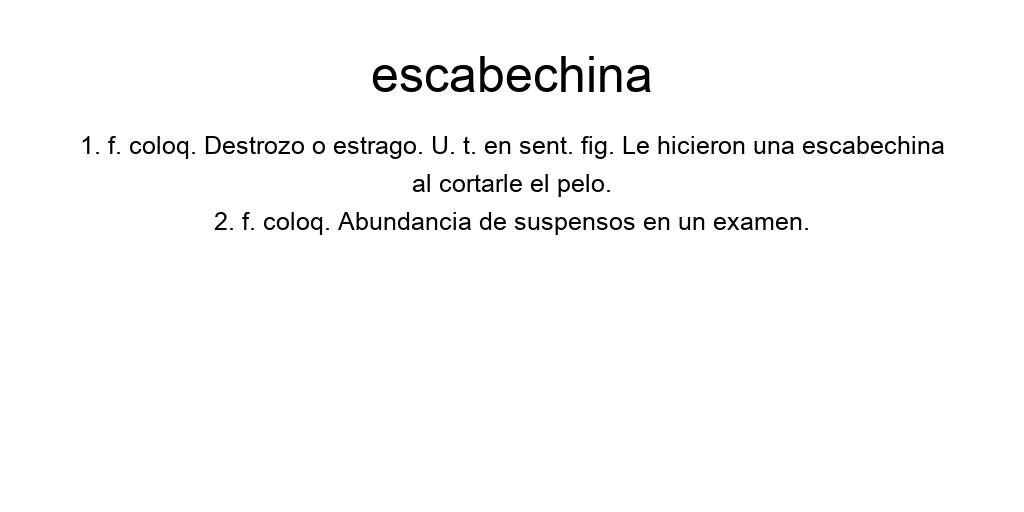 escabechina
1. f. coloq. Destrozo o estrago. U. t. en sent. fig. Le hicieron una escabechina
al cortarle el pelo.
2. f. coloq. Abundancia de suspensos en un examen.